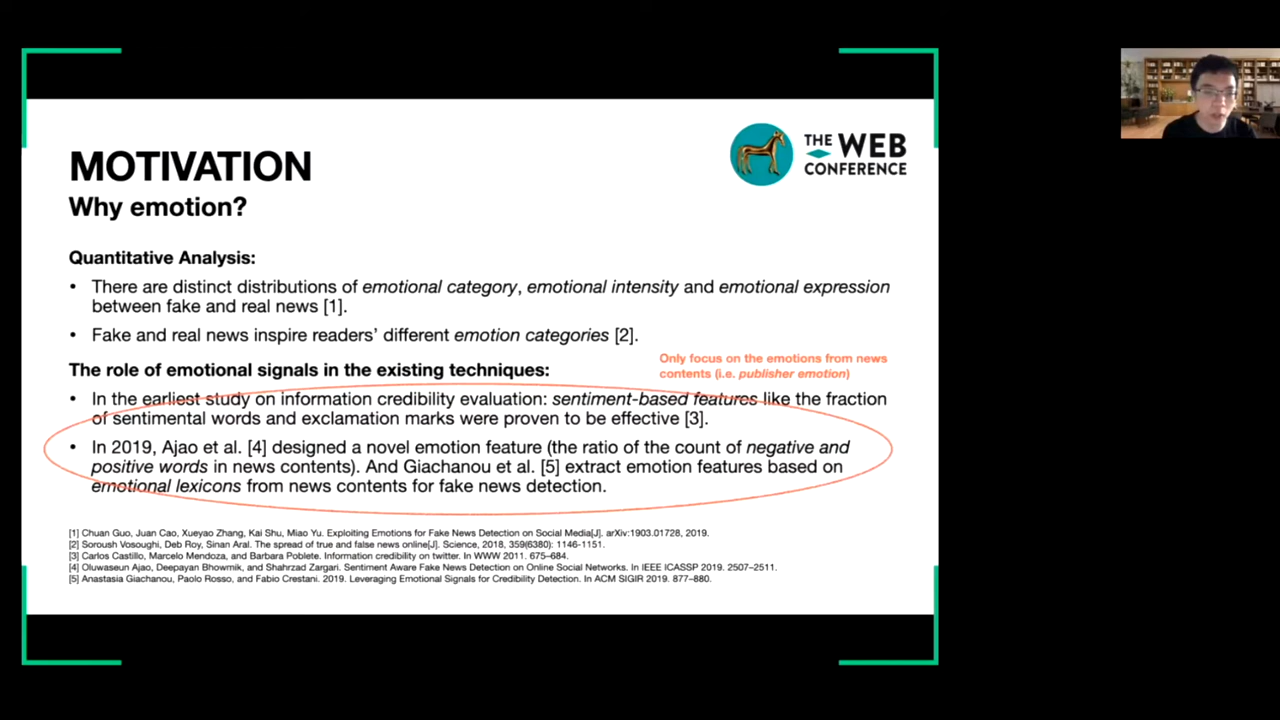 MOTIVATION
Why emotion?
THE WEB
CONFERENCE
Quantitative Analysis:
• There are distinct distributions of emotional category, emotional intensity and emotional expression
between fake and real news [1].
• Fake and real news inspire readers’ different emotion categories [2].
The role of emotional signals in the existing techniques:
Only focus on the emotions from news
contents (i.e. publisher emotion)
• In the earliest study on information credibility evaluation: sentiment-based features like the fraction
of sentimental words and exclamation marks were proven to be effective [3].
• In 2019, Ajao et al. [4] designed a novel emotion feature (the ratio of the count of negative and
positive words in news contents). And Giachanou et al. [5] extract emotion features based on
emotional lexicons from news contents for fake news detection.
[1] Chuan Guo, Juan Cao, Xueyao Zhang, Kai Shu, Miao Yu. Exploiting Emotions for Fake News Detection on Social Media[J]. arXiv:1903.01728, 2019.
[2] Soroush Vosoughi, Deb Roy, Sinan Aral. The spread of true and false news online[J]. Science, 2018, 359(6380): 1146-1151.
[3] Carlos Castillo, Marcelo Mendoza, and Barbara Poblete. Information credibility on twitter. In WWW 2011. 675–684.
[4] Oluwaseun Ajao, Deepayan Bhowmik, and Shahrzad Zargari. Sentiment Aware Fake News Detection on Online Social Networks. In IEEE ICASSP 2019. 2507–2511.
[5] Anastasia Giachanou, Paolo Rosso, and Fabio Crestani. 2019. Leveraging Emotional Signals for Credibility Detection. In ACM SIGIR 2019. 877–880.